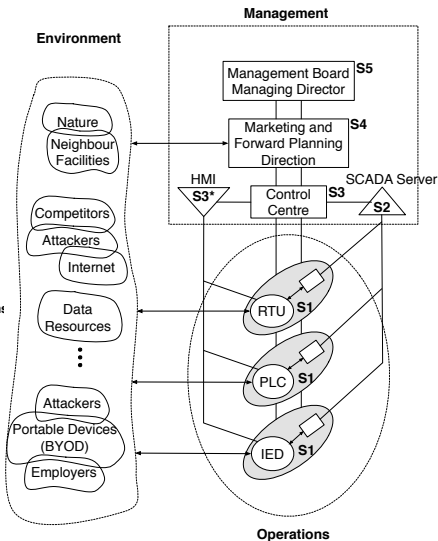 Management
Environment
Management Board
Managing Director
S5
Marketing and
Forward Planning
Direction
S4
Nature
Neighbour
Facilities
HMI
S3*
Control
Centre
S3
SCADA Server
S2
Competitors
Attackers
Internet
Data
Resources
RTU
S1
PLC
S1
Attackers
Portable Devices
(BYOD)
Employers
IED
S1
Operations